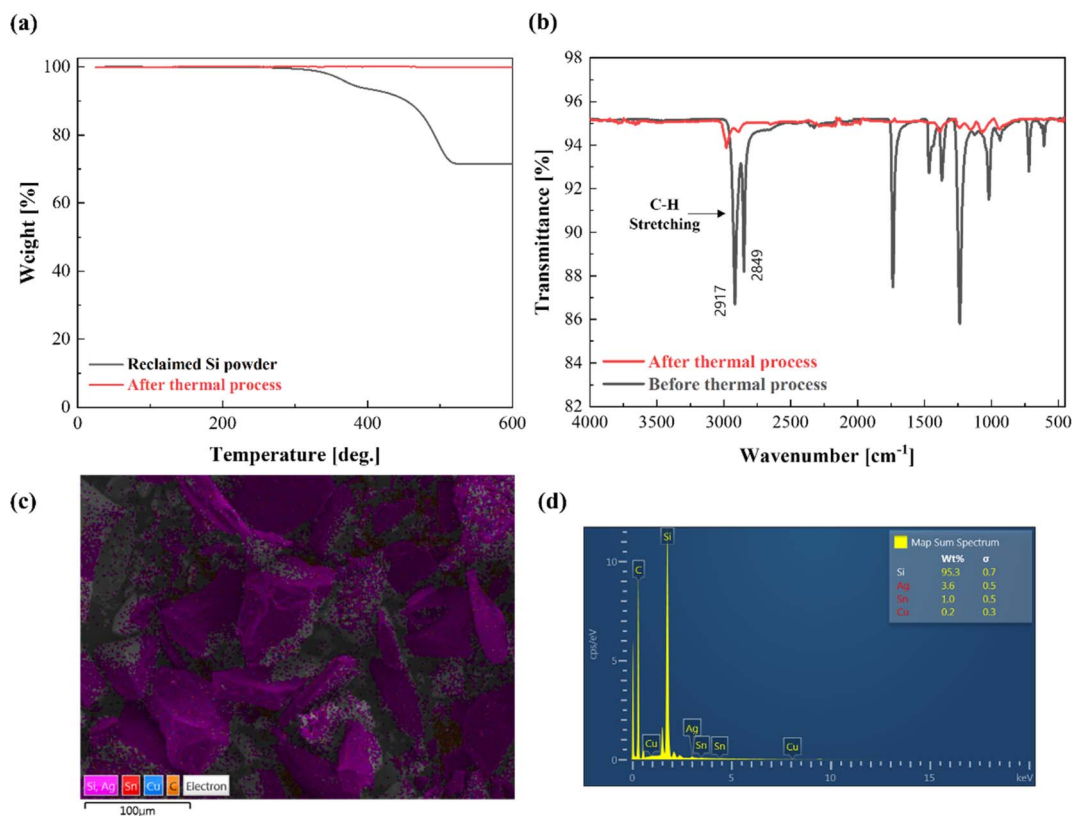 (a)
100
80
60
40
20
0
Weight [%]
Reclaimed Si powder
After thermal process
0
200
400
600
Temperature [deg.]
(b)
98
96
94
92
90
88
86
84
82
Transmittance [%]
C-H
Stretching
2917
2849
After thermal process
Before thermal process
4000
3500
3000
2500
2000
1500
1000
500
Wavenumber [cm⁻¹]
(c)
Si, Ag
Sn
Cu
C
Electron
100µm
(d)
10
5
0
cps/eV
C
Si
Cu
Ag
Sn
Sn
Cu
Map Sum Spectrum
Wt% σ
Si 95.3 0.7
Ag 3.6 0.5
Sn 1.0 0.5
Cu 0.2 0.3
0
5
10
15
keV